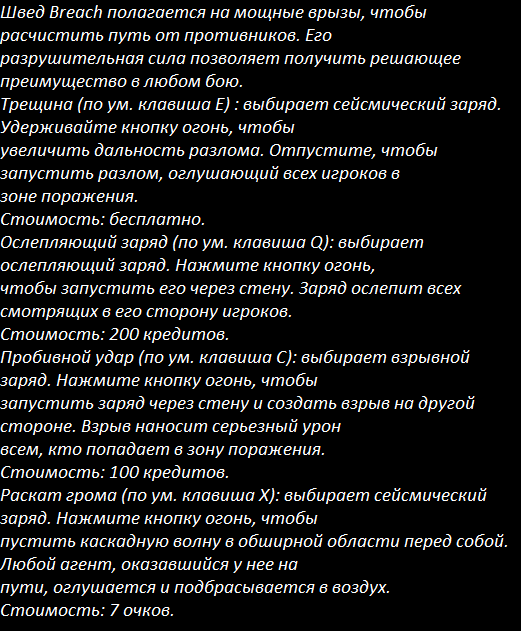 Швед Breach полагается на мощные врызы, чтобы
расчистить путь от противников. Его
разрушительная сила позволяет получить решающее
преимущество в любом бою.
Трещина (по ум. клавиша E) : выбирает сейсмический заряд.
Удерживайте кнопку огонь, чтобы
увеличить дальность разлома. Отпустите, чтобы
запустить разлом, оглушающий всех игроков в
зоне поражения.
Стоимость: бесплатно.
Ослепляющий заряд (по ум. клавиша Q): выбирает
ослепляющий заряд. Нажмите кнопку огонь,
чтобы запустить его через стену. Заряд ослепит всех
смотрящих в его сторону игроков.
Стоимость: 200 кредитов.
Пробивной удар (по ум. клавиша C): выбирает взрывной
заряд. Нажмите кнопку огонь, чтобы
запустить заряд через стену и создать взрыв на другой
стороне. Взрыв наносит серьезный урон
всем, кто попадает в зону поражения.
Стоимость: 100 кредитов.
Раскат грома (по ум. клавиша X): выбирает сейсмический
заряд. Нажмите кнопку огонь, чтобы
пустить каскадную волну в обширной области перед собой.
Любой агент, оказавшийся у нее на
пути, оглушается и подбрасывается в воздух.
Стоимость: 7 очков.